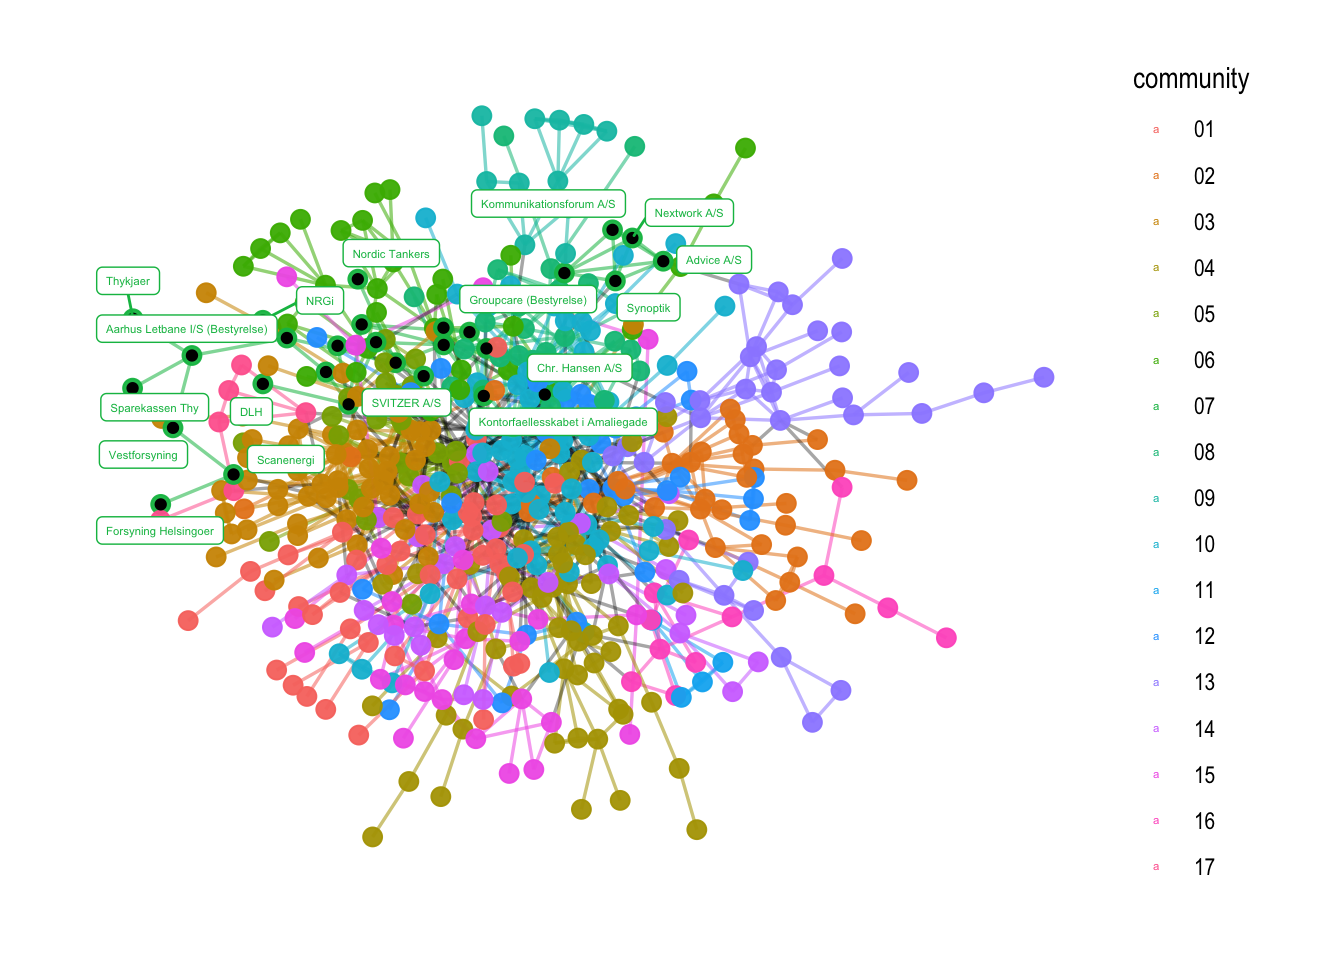 community
a 01
a 02
a 03
a 04
a 05
a 06
a 07
a 08
a 09
a 10
a 11
a 12
a 13
a 14
a 15
a 16
a 17
Kommunikationsforum A/S
Nextwork A/S
Nordic Tankers
Advice A/S
Thykjaer
NRGi
Groupcare (Bestyrelse)
Synoptik
Aarhus Letbane I/S (Bestyrelse)
Chr. Hansen A/S
Sparekassen Thy
DLH
SVITZER A/S
Kontorfaellesskabet i Amaliegade
Vestforsyning
Scanenergi
Forsyning Helsingoer